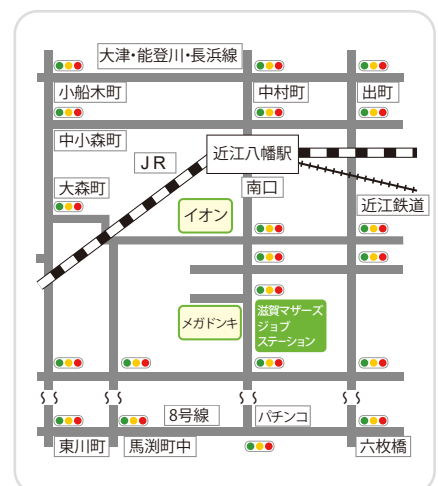 大津・能登川・長浜線
小船木町
中村町
出町
中小森町
近江八幡駅
JR
大森町
南口
近江鉄道
イオン
メガドンキ
滋賀マザーズ
ジョブ
ステーション
8号線
パチンコ
東川町
馬渕町中
六枚橋